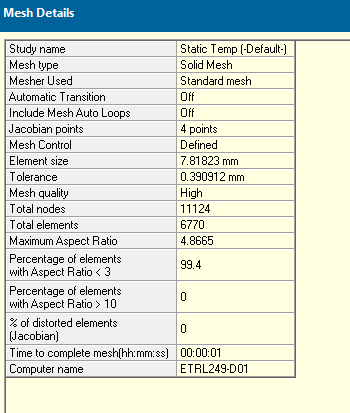 Mesh Details
Study name Static Temp (-Default-)
Mesh type Solid Mesh
Mesher Used Standard mesh
Automatic Transition Off
Include Mesh Auto Loops Off
Jacobian points 4 points
Mesh Control Defined
Element size 7.81823 mm
Tolerance 0.390912 mm
Mesh quality High
Total nodes 11124
Total elements 6770
Maximum Aspect Ratio 4.8665
Percentage of elements
with Aspect Ratio < 3 99.4
Percentage of elements
with Aspect Ratio > 10 0
% of distorted elements
(Jacobian) 0
Time to complete mesh(hh:mm:ss) 00:00:01
Computer name ETRL249-D01